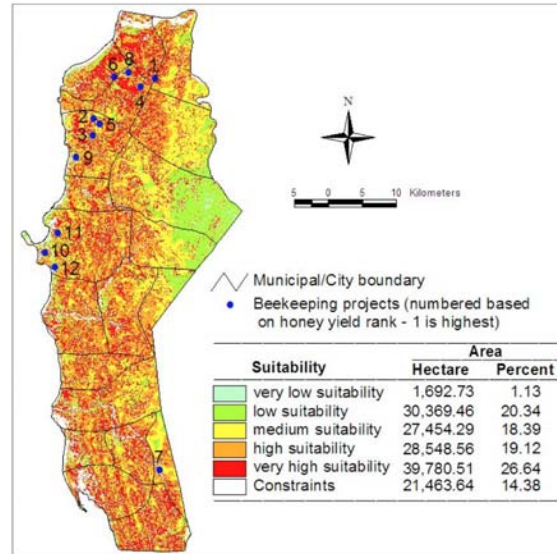 8
6
1
4
2
5
3
9
11
10
12
7
N
5 0 5 10 Kilometers
Municipal/City boundary
Beekeeping projects (numbered based
on honey yield rank - 1 is highest)
Area
Suitability Hectare Percent
very low suitability 1,692.73 1.13
low suitability 30,369.46 20.34
medium suitability 27,454.29 18.39
high suitability 28,548.56 19.12
very high suitability 39,780.51 26.64
Constraints 21,463.64 14.38